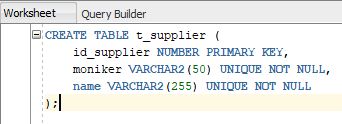 Worksheet Query Builder
CREATE TABLE t_supplier (
id_supplier NUMBER PRIMARY KEY,
moniker VARCHAR2(50) UNIQUE NOT NULL,
name VARCHAR2(255) UNIQUE NOT NULL
);